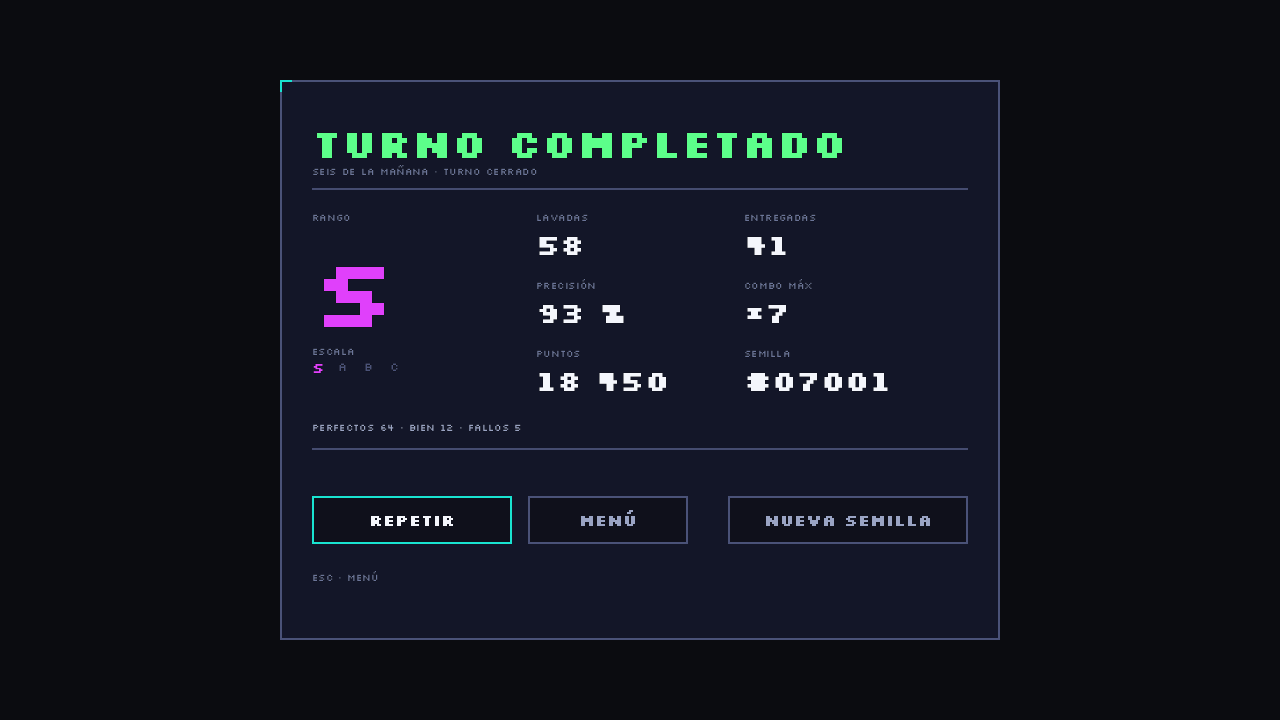 TURNO COMPLETADO
SEIS DE LA MAÑANA · TURNO CERRADO
RANGO
S
ESCALA
S A B C
LAVADAS
58
ENTREGADAS
41
PRECISIÓN
93 %
COMBO MÁX
×7
PUNTOS
18 450
SEMILLA
#07001
PERFECTOS 64 · BIEN 12 · FALLOS 5
REPETIR
MENÚ
NUEVA SEMILLA
ESC · MENÚ